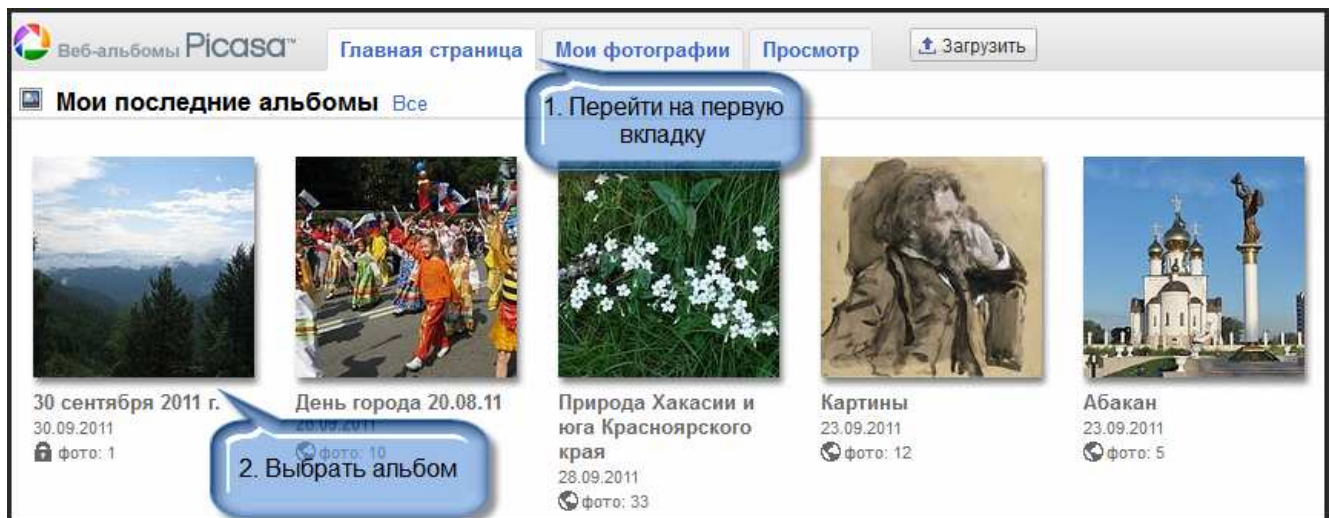 Веб-альбомы Picasa™ Главная страница Мои фотографии Просмотр Загрузить
Мои последние альбомы Все
1. Перейти на первую
вкладку
30 сентября 2011 г.
30.09.2011
фото: 1
2. Выбрать альбом
День города 20.08.11
26.09.2011
фото: 10
Природа Хакасии и
юга Красноярского
края
28.09.2011
фото: 33
Картины
23.09.2011
фото: 12
Абакан
23.09.2011
фото: 5